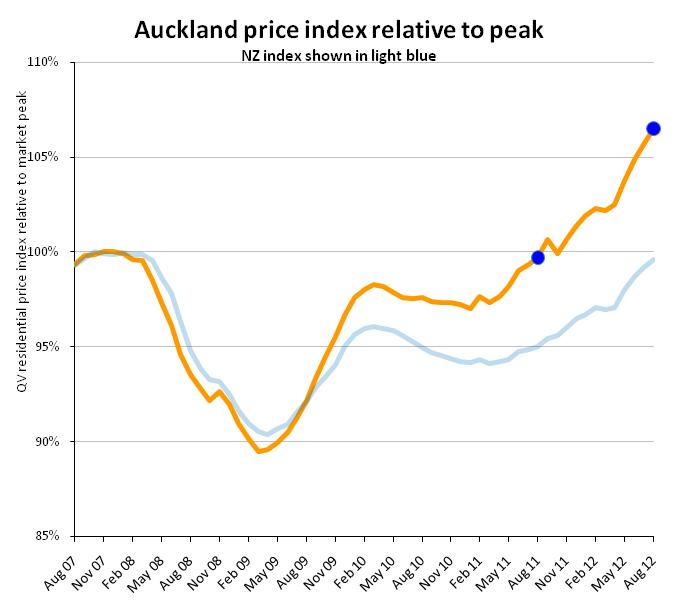 Auckland price index relative to peak
NZ index shown in light blue
QV residential price index relative to market peak
110%
105%
100%
95%
90%
85%
Aug 07
Nov 07
Feb 08
May 08
Aug 08
Nov 08
Feb 09
May 09
Aug 09
Nov 09
Feb 10
May 10
Aug 10
Nov 10
Feb 11
May 11
Aug 11
Nov 11
Feb 12
May 12
Aug 12